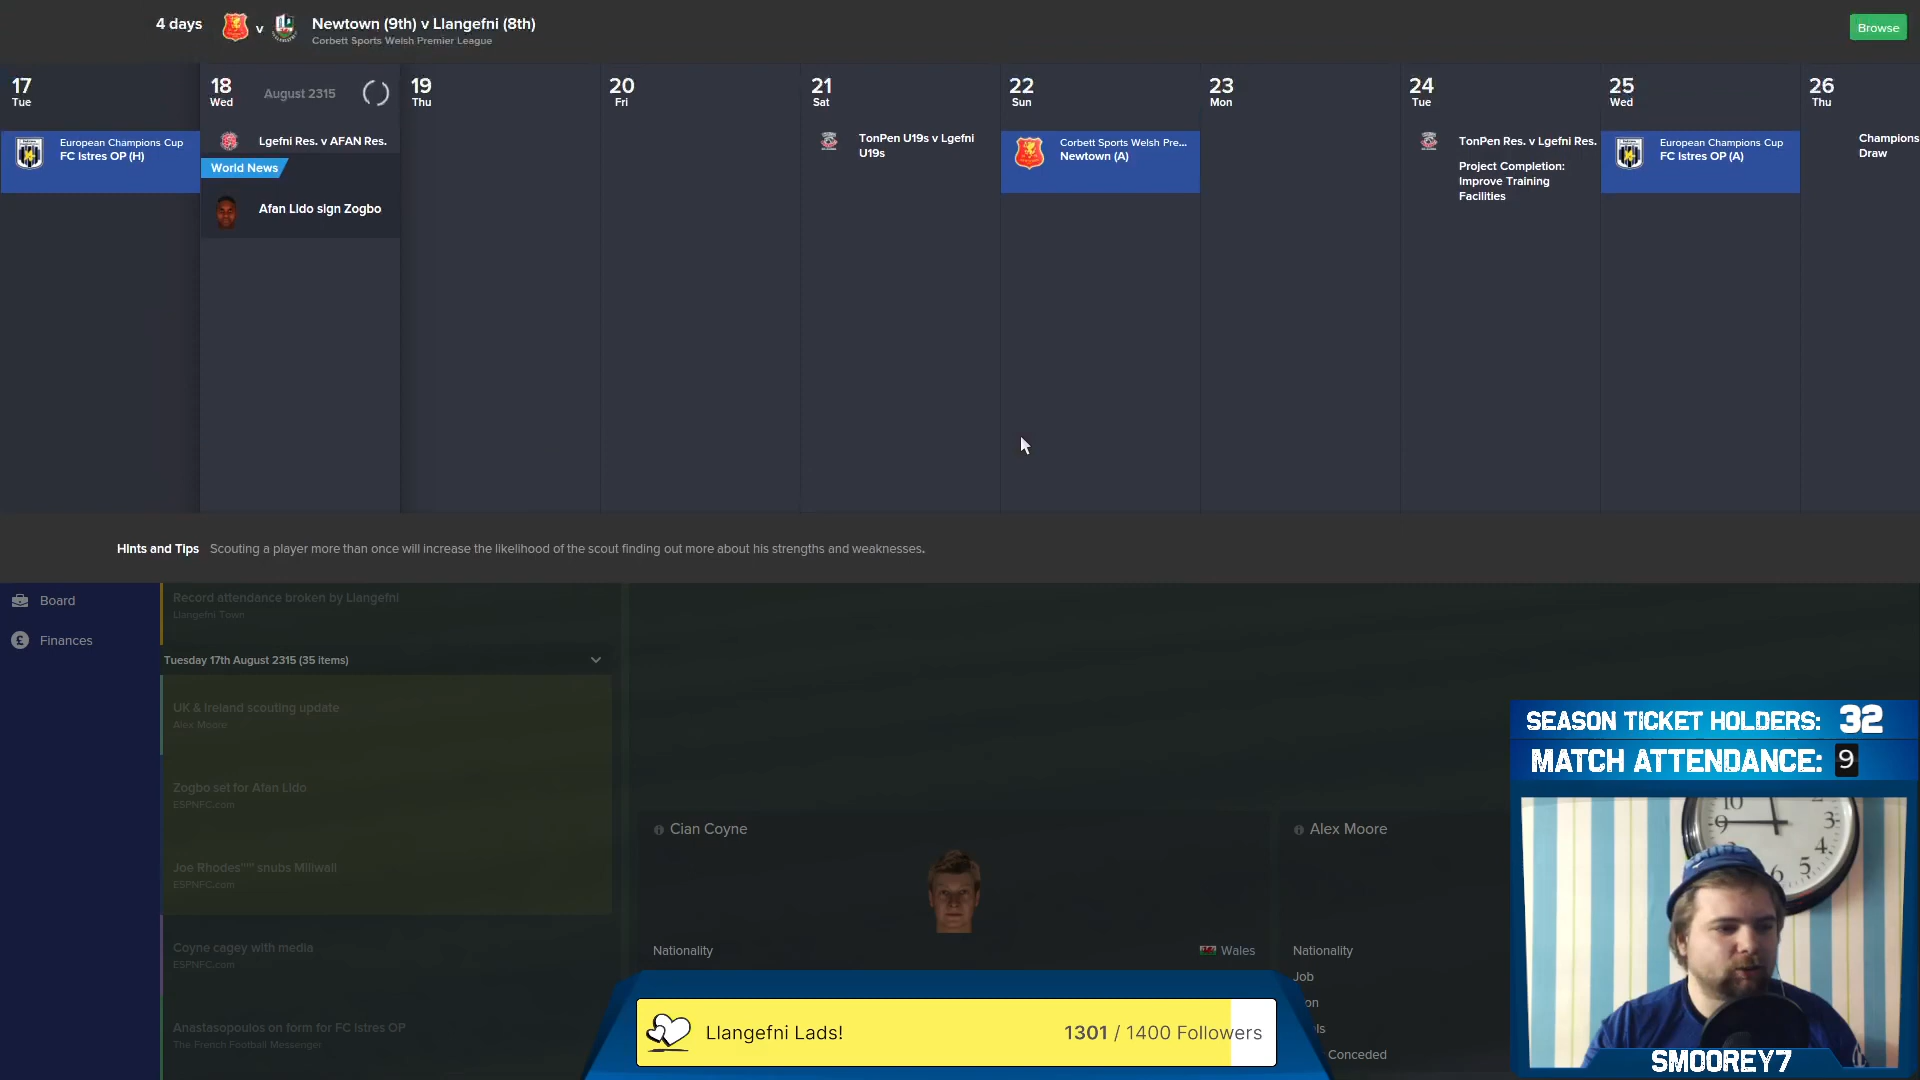 4 days
v
Newtown (9th) v Llangefni (8th)
Corbett Sports Welsh Premier League
Browse
17
Tue
18
Wed
August 2315
19
Thu
20
Fri
21
Sat
22
Sun
23
Mon
24
Tue
25
Wed
26
Thu
European Champions Cup
FC Istres OP (H)
Lgefni Res. v AFAN Res.
World News
Afan Lido sign Zogbo
TonPen U19s v Lgefni
U19s
Corbett Sports Welsh Pre...
Newtown (A)
TonPen Res. v Lgefni Res.
Project Completion:
Improve Training
Facilities
European Champions Cup
FC Istres OP (A)
Champions
Draw
Hints and Tips Scouting a player more than once will increase the likelihood of the scout finding out more about his strengths and weaknesses.
Board
Finances
Record attendance broken by Llangefni
Llangefni Town
Tuesday 17th August 2315 (35 items)
UK & Ireland scouting update
Alex Moore
Zogbo set for Afan Lido
ESPNFC.com
Joe Rhodes snubs Millwall
ESPNFC.com
Coyne cagey with media
ESPNFC.com
Anastasopoulos on form for FC Istres OP
The French Football Messenger
Cian Coyne
Nationality
Wales
Alex Moore
Nationality
Job
on
ls
Conceded
SEASON TICKET HOLDERS: 32
MATCH ATTENDANCE: 9
10
9
3
5
6
Llangefni Lads!
1301 / 1400 Followers
SMOOREY7